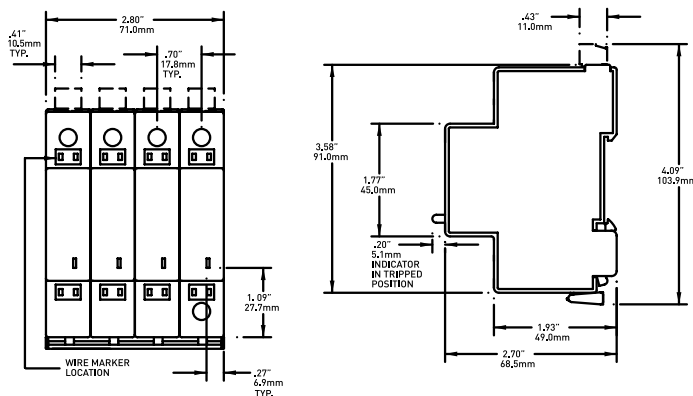 2.80"
71.0mm
.41"
10.5mm
TYP.
.70"
17.8mm
TYP.
1.09"
27.7mm
WIRE MARKER
LOCATION
.27"
6.9mm
TYP.
.43"
11.0mm
3.58"
91.0mm
1.77"
45.0mm
4.09"
103.9mm
.20"
5.1mm
INDICATOR
IN TRIPPED
POSITION
1.93"
49.0mm
2.70"
68.5mm